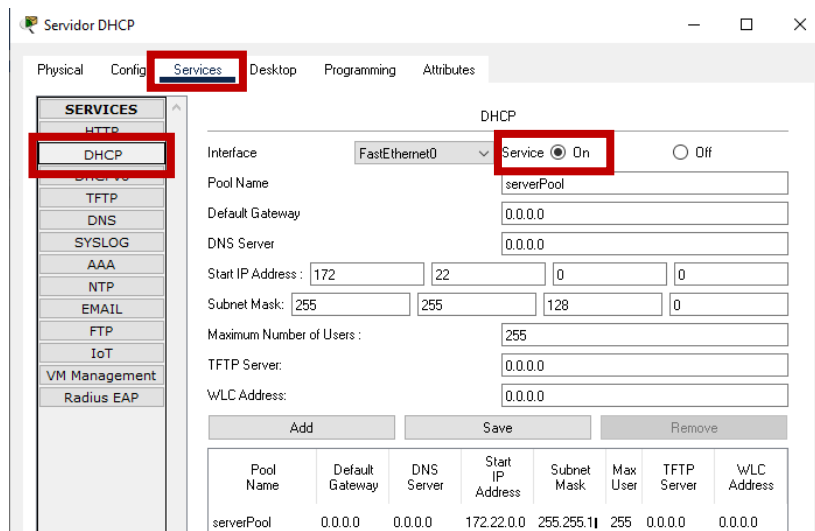 Servidor DHCP
Physical Config Services Desktop Programming Attributes
SERVICES
HTTP
DHCP
DHCPv6
TFTP
DNS
SYSLOG
AAA
NTP
EMAIL
FTP
IoT
VM Management
Radius EAP
DHCP
Interface FastEthernet0 Service On Off
Pool Name serverPool
Default Gateway 0.0.0.0
DNS Server 0.0.0.0
Start IP Address : 172 22 0 0
Subnet Mask: 255 255 128 0
Maximum Number of Users : 255
TFTP Server: 0.0.0.0
WLC Address: 0.0.0.0
Add Save Remove
Pool Name Default Gateway DNS Server Start IP Address Subnet Mask Max User TFTP Server WLC Address
serverPool 0.0.0.0 0.0.0.0 172.22.0.0 255.255.1 255 0.0.0.0 0.0.0.0